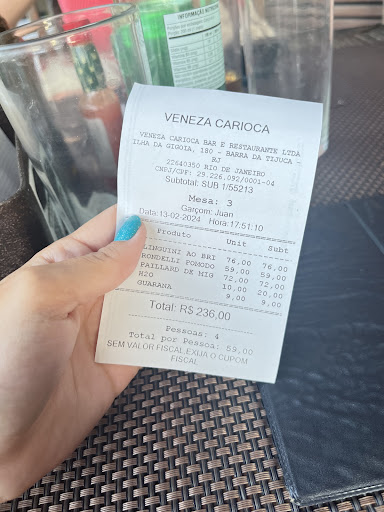 INFORMAÇÃO NUTRICIONAL
VENEZA CARIOCA
VENEZA CARIOCA BAR E RESTAURANTE LTDA
ILHA DA GIGOIA, 180 - BARRA DA TIJUCA -
RJ
22640350 RIO DE JANEIRO
CNPJ/CPF: 29.226.092/0001-04
Subtotal: SUB 1/55213
Mesa: 3
Garçom: Juan
Data:13-02-2024 Hora:17:51:10
Produto Unit Subt
LINGUINI AO BRI 76,00 76,00
RONDELLI POMODO 59,00 59,00
PAILLARD DE MIG 72,00 72,00
H2O 10,00 20,00
GUARANA 9,00 9,00
Total: R$ 236,00
Pessoas: 4
Total por Pessoa: 59,00
SEM VALOR FISCAL,EXIJA O CUPOM
FISCAL